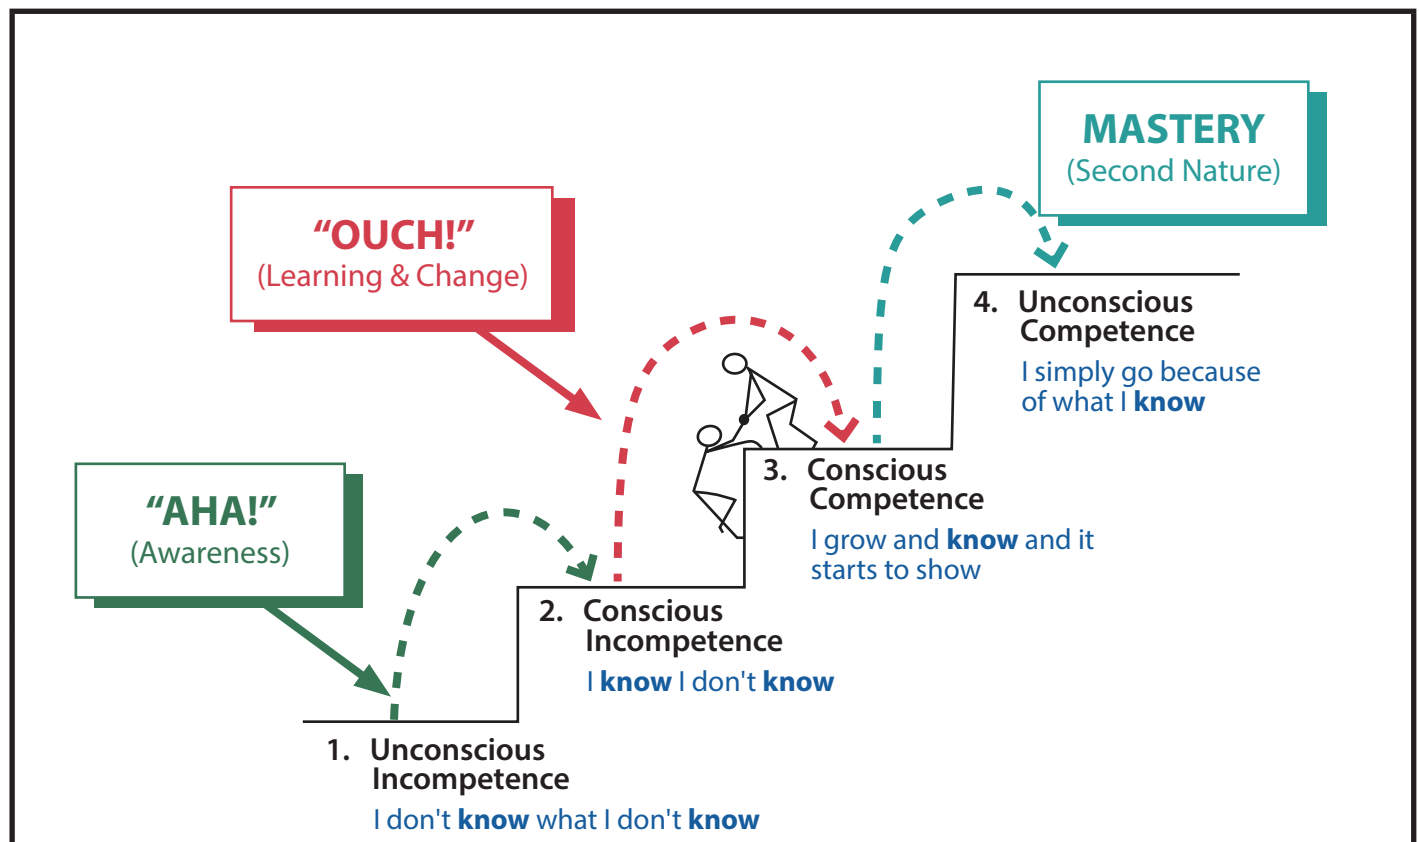 MASTERY
(Second Nature)
“OUCH!”
(Learning & Change)
4. Unconscious
Competence
I simply go because
of what I know
“AHA!”
(Awareness)
3. Conscious
Competence
I grow and know and it
starts to show
2. Conscious
Incompetence
I know I don't know
1. Unconscious
Incompetence
I don't know what I don't know